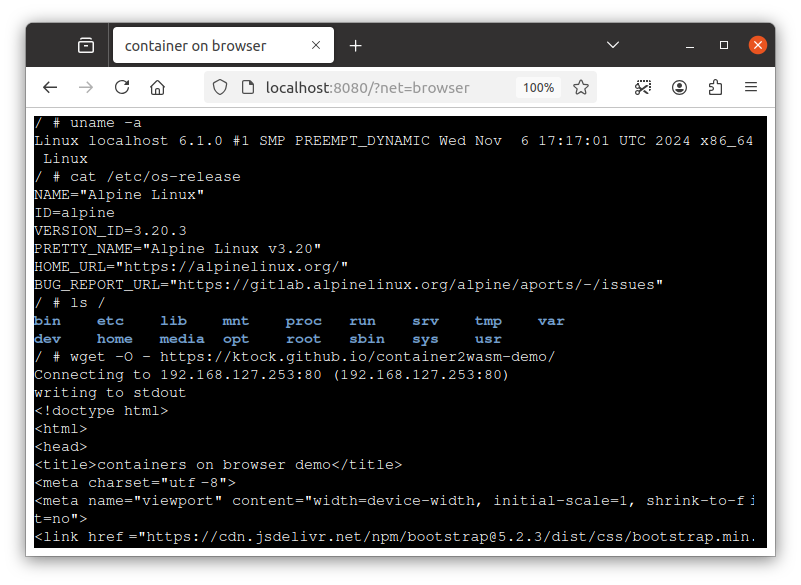 container on browser
localhost:8080/?net=browser
100%
/ # uname -a
Linux localhost 6.1.0 #1 SMP PREEMPT_DYNAMIC Wed Nov  6 17:17:01 UTC 2024 x86_64
 Linux
/ # cat /etc/os-release
NAME="Alpine Linux"
ID=alpine
VERSION_ID=3.20.3
PRETTY_NAME="Alpine Linux v3.20"
HOME_URL="https://alpinelinux.org/"
BUG_REPORT_URL="https://gitlab.alpinelinux.org/alpine/aports/-/issues"
/ # ls /
bin    etc    lib    mnt    proc   run    srv    tmp    var
dev    home   media  opt    root   sbin   sys    usr
/ # wget -O - https://ktock.github.io/container2wasm-demo/
Connecting to 192.168.127.253:80 (192.168.127.253:80)
writing to stdout
<!doctype html>
<html>
<head>
<title>containers on browser demo</title>
<meta charset="utf-8">
<meta name="viewport" content="width=device-width, initial-scale=1, shrink-to-fi
t=no">
<link href="https://cdn.jsdelivr.net/npm/bootstrap@5.2.3/dist/css/bootstrap.min.